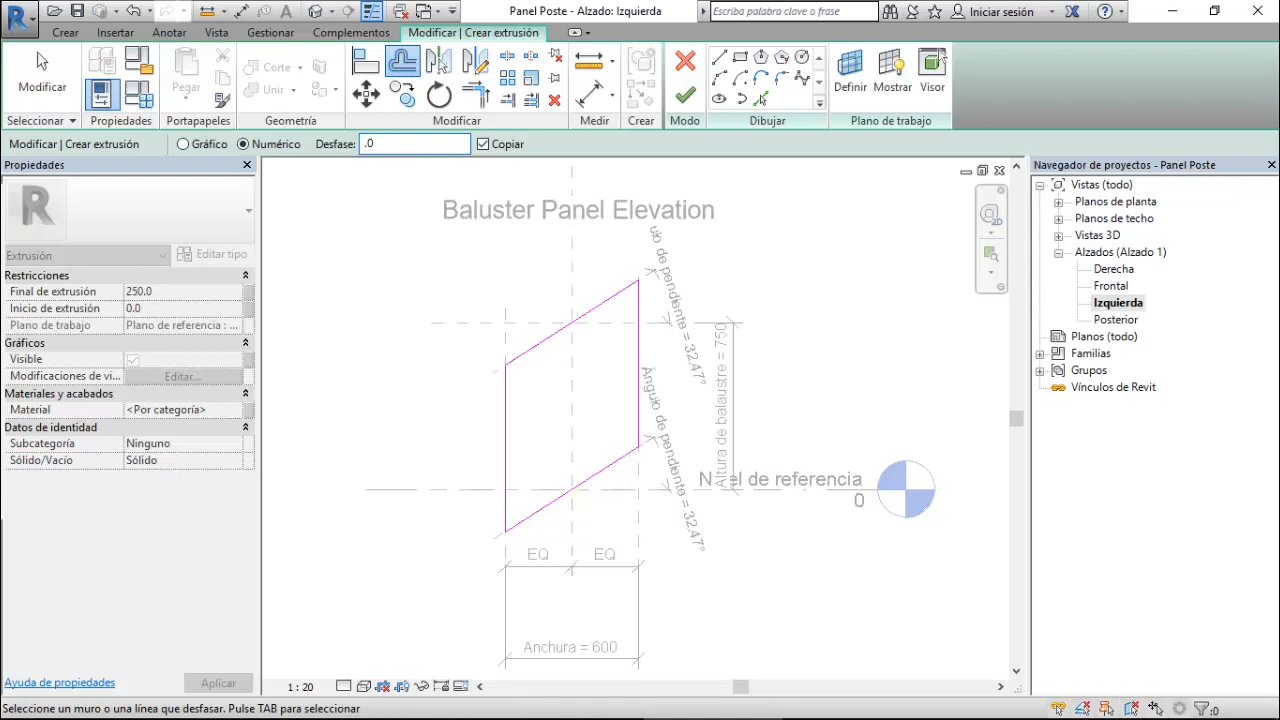 Panel Poste - Alzado: Izquierda
Escriba palabra clave o frase
Iniciar sesión
Crear
Insertar
Anotar
Vista
Gestionar
Complementos
Modificar | Crear extrusión
Modificar
Pegar
Corte
Unir
Definir
Mostrar
Visor
Seleccionar
Propiedades
Portapapeles
Geometría
Modificar
Medir
Crear
Modo
Dibujar
Plano de trabajo
Modificar | Crear extrusión
Gráfico
Numérico
Desfase:
.0
Copiar
Propiedades
R
Extrusión
Editar tipo
Restricciones
Final de extrusión
250.0
Inicio de extrusión
0.0
Plano de trabajo
Plano de referencia : ...
Gráficos
Visible
Modificaciones de vi...
Editar...
Materiales y acabados
Material
<Por categoría>
Datos de identidad
Subcategoría
Ninguno
Sólido/Vacío
Sólido
Ayuda de propiedades
Aplicar
Baluster Panel Elevation
ulo de pendiente = 32.47°
Ángulo de pendiente = 32.47°
Altura de balaustre = 750
el de referencia
0
EQ
EQ
Anchura = 600
1 : 20
Navegador de proyectos - Panel Poste
Vistas (todo)
Planos de planta
Planos de techo
Vistas 3D
Alzados (Alzado 1)
Derecha
Frontal
Izquierda
Posterior
Planos (todo)
Familias
Grupos
Vínculos de Revit
Seleccione un muro o una línea que desfasar. Pulse TAB para seleccionar
:0